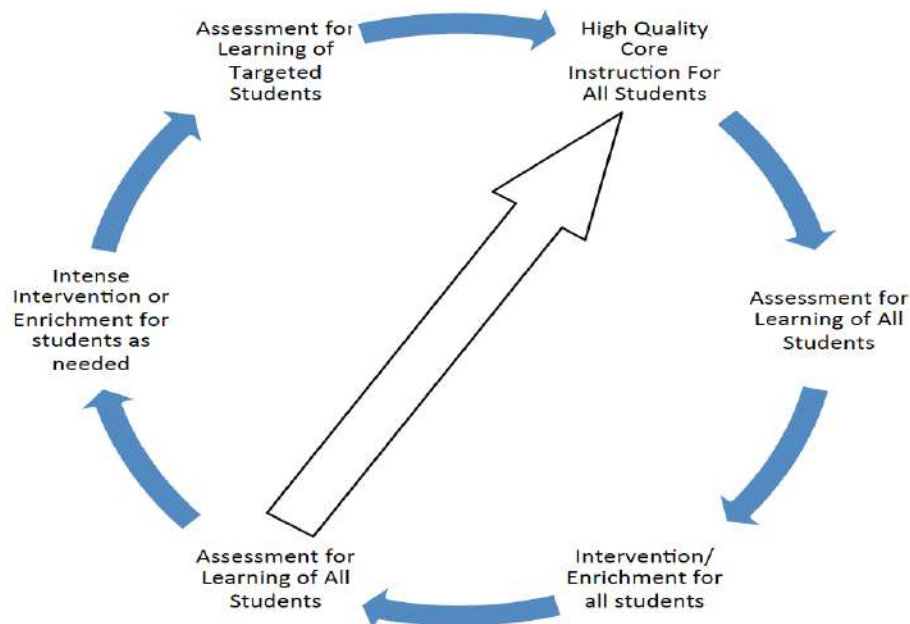 Assessment for
Learning of
Targeted
Students
High Quality
Core
Instruction For
All Students
Assessment for
Learning of All
Students
Intervention/
Enrichment for
all students
Assessment for
Learning of All
Students
Intense
Intervention or
Enrichment for
students as
needed